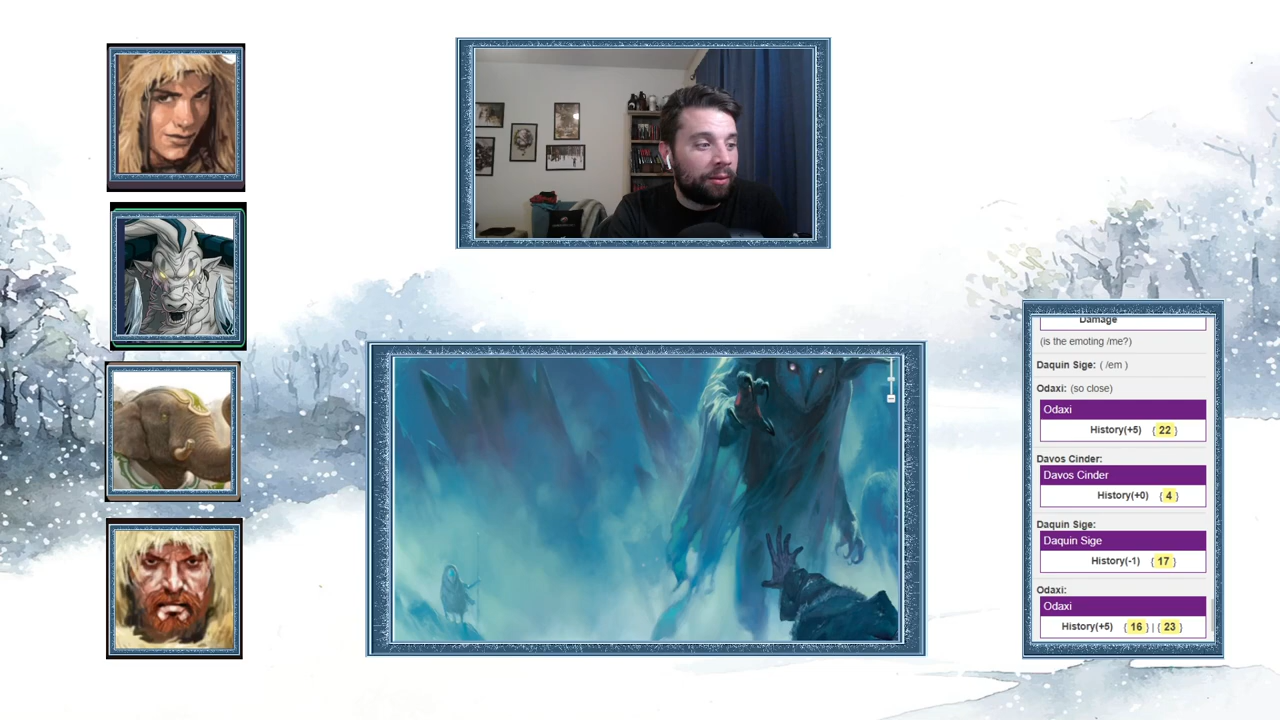 Damage
(is the emoting /me?)
Daquin Sige: ( /em )
Odaxi: (so close)
Odaxi
History(+5) { 22 }
Davos Cinder:
Davos Cinder
History(+0) { 4 }
Daquin Sige:
Daquin Sige
History(-1) { 17 }
Odaxi:
Odaxi
History(+5) { 16 } | { 23 }